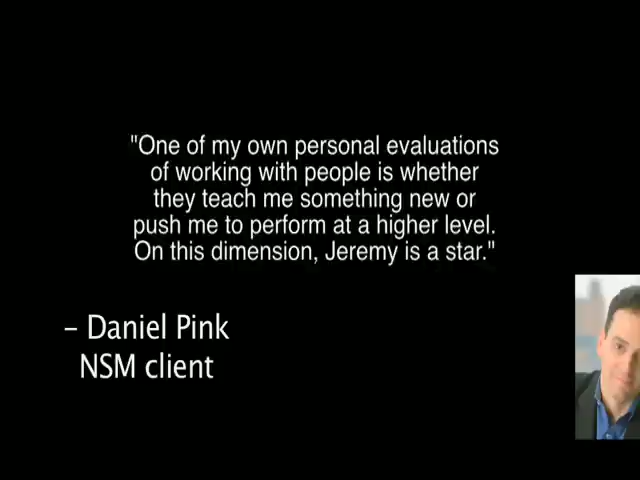 "One of my own personal evaluations
of working with people is whether
they teach me something new or
push me to perform at a higher level.
On this dimension, Jeremy is a star."
– Daniel Pink
NSM client